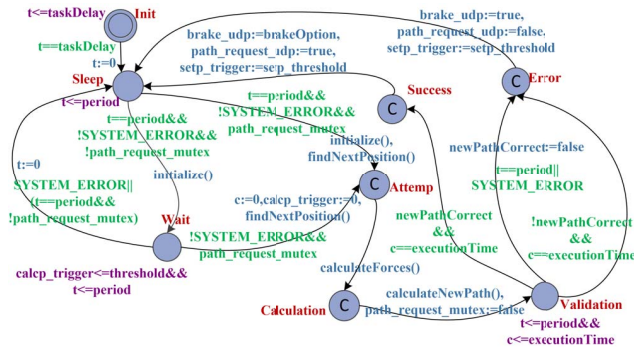 t<=taskDelay
Init
t==taskDelay
t:=0
Sleep
t<=period
brake_udp:=brakeOption,
path_request_udp:=true,
setp_trigger:=setp_threshold
brake_udp:=true,
path_request_udp:=false,
setp_trigger:=setp_threshold
C
Error
C
Success
t==period&&
!SYSTEM_ERROR&&
!path_request_mutex
t==period&&
!SYSTEM_ERROR&&
path_request_mutex
initialize(),
findNextPosition()
newPathCorrect:=false
t==period||
SYSTEM_ERROR
t:=0
SYSTEM_ERROR||
(t==period&&
!path_request_mutex)
initialize()
C
Attemp
c:=0,calcp_trigger:=0,
findNextPosition()
Wait
!SYSTEM_ERROR&&
path_request_mutex
newPathCorrect
&&
c==executionTime
!newPathCorrect
&&
c==executionTime
calcp_trigger<=threshold&&
t<=period
calculateForces()
C
Calculation
calculateNewPath(),
path_request_mutex:=false
Validation
t<=period&&
c<=executionTime